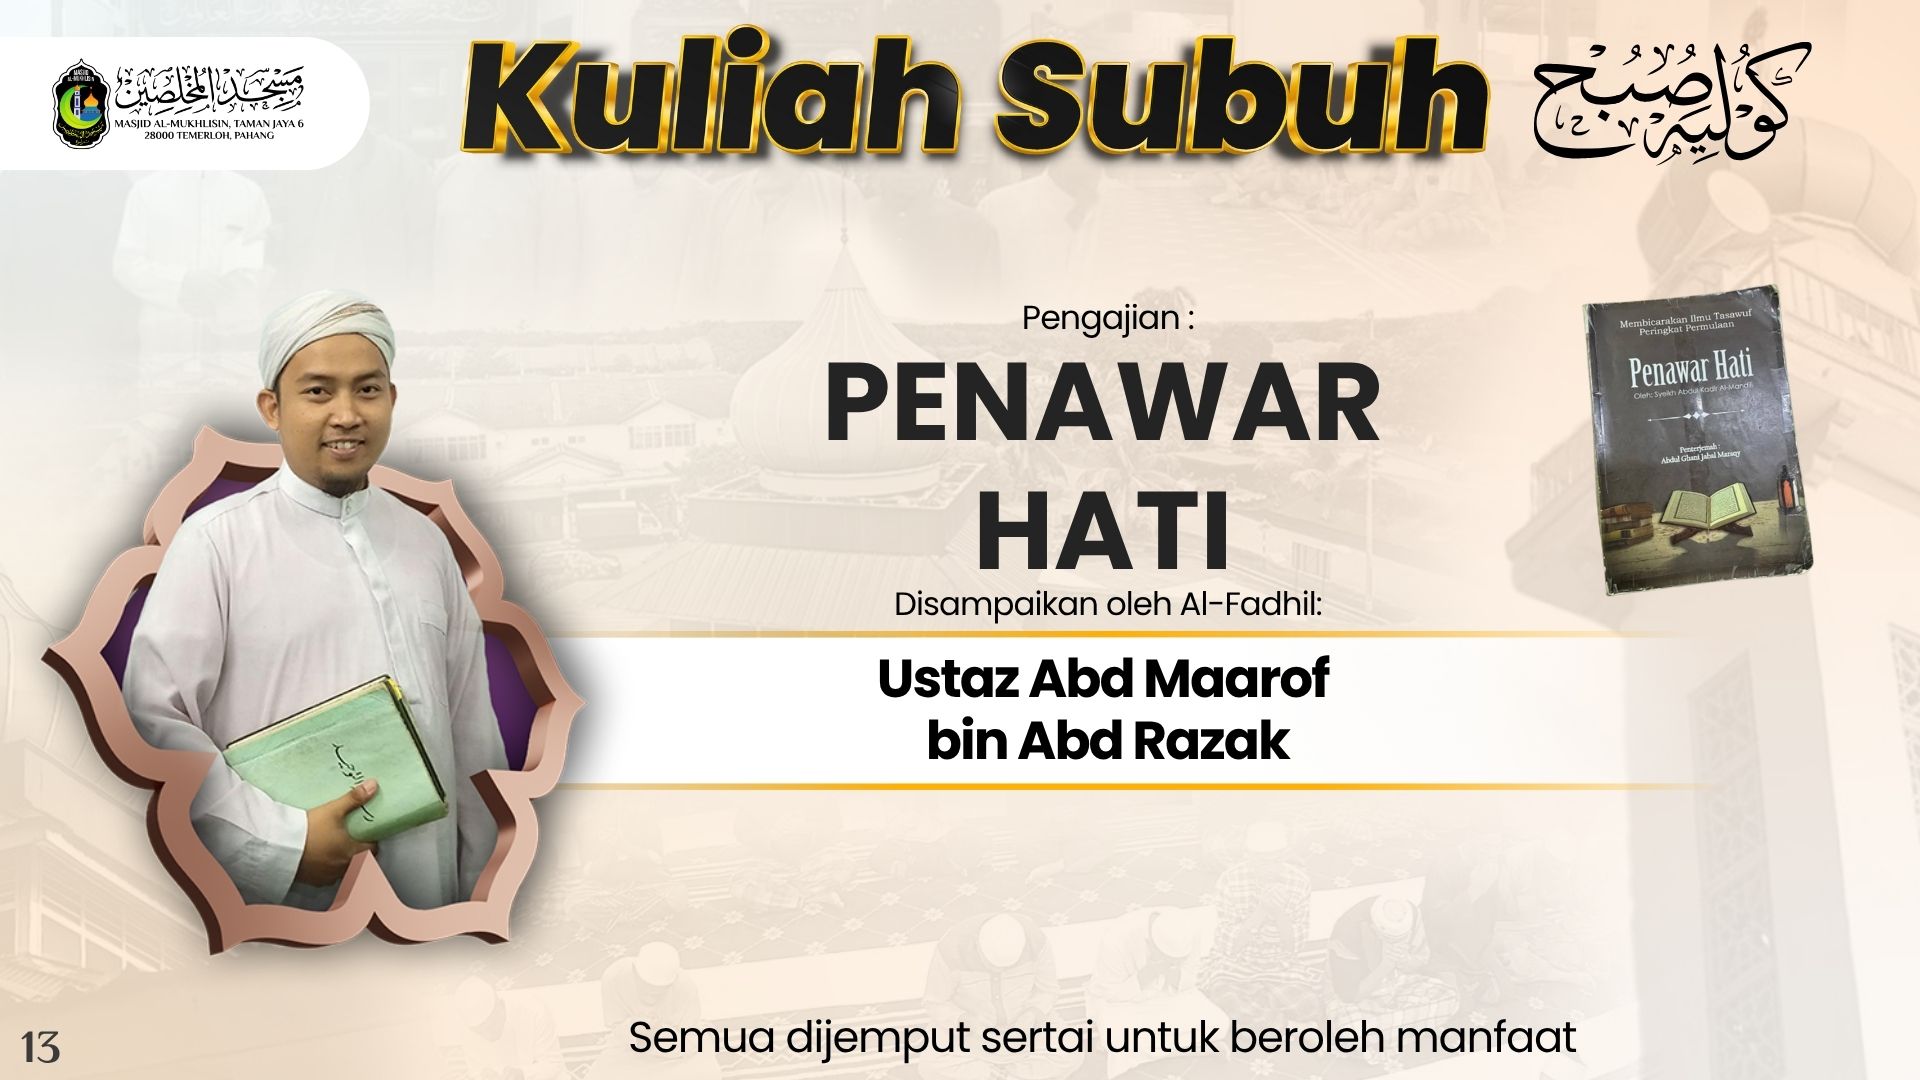 مسجد المخلصين
MASJID AL-MUKHLISIN, TAMAN JAYA 6
28000 TEMERLOH, PAHANG
Kuliah Subuh
كوليه صبح
Pengajian :
PENAWAR
HATI
Membicarakan Ilmu Tasawuf
Peringkat Permulaan
Penawar Hati
Oleh: Syeikh Abdul Kadir Al-Mandili
Penterjemah :
Abdul Ghani Jabal Maraqy
Disampaikan oleh Al-Fadhil:
Ustaz Abd Maarof
bin Abd Razak
Semua dijemput sertai untuk beroleh manfaat
13